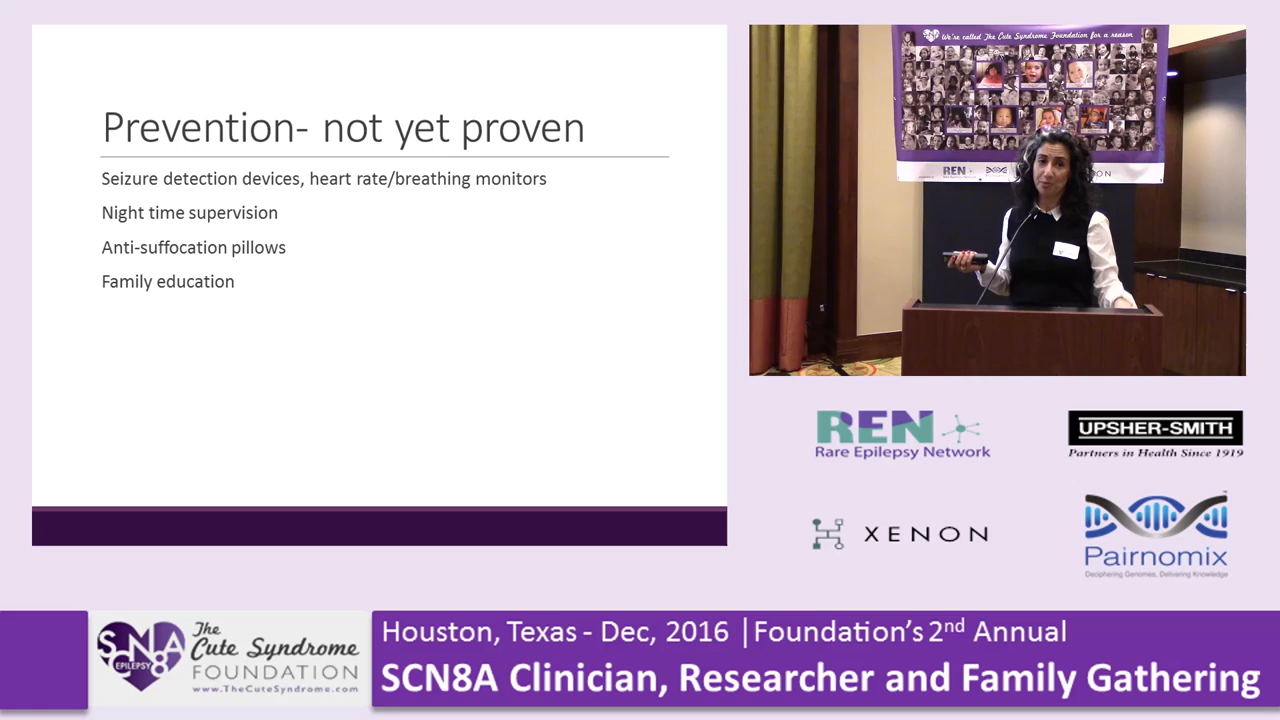 Prevention- not yet proven
Seizure detection devices, heart rate/breathing monitors
Night time supervision
Anti-suffocation pillows
Family education
We're called The Cute Syndrome Foundation for a reason
REN
REN
Rare Epilepsy Network
UPSHER-SMITH
Partners in Health Since 1919
XENON
Pairnomix
Deciphering Genomes, Delivering Knowledge
SCN8A
EPILEPSY
The
Cute Syndrome
FOUNDATION
www.TheCuteSyndrome.com
Houston, Texas - Dec, 2016 |Foundation's 2nd Annual
SCN8A Clinician, Researcher and Family Gathering